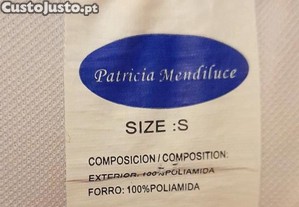 CustoJusto.pt
Patricia Mendiluce
SIZE :S
COMPOSICION / COMPOSITION:
EXTERIOR: 100%POLIAMIDA
FORRO: 100%POLIAMIDA